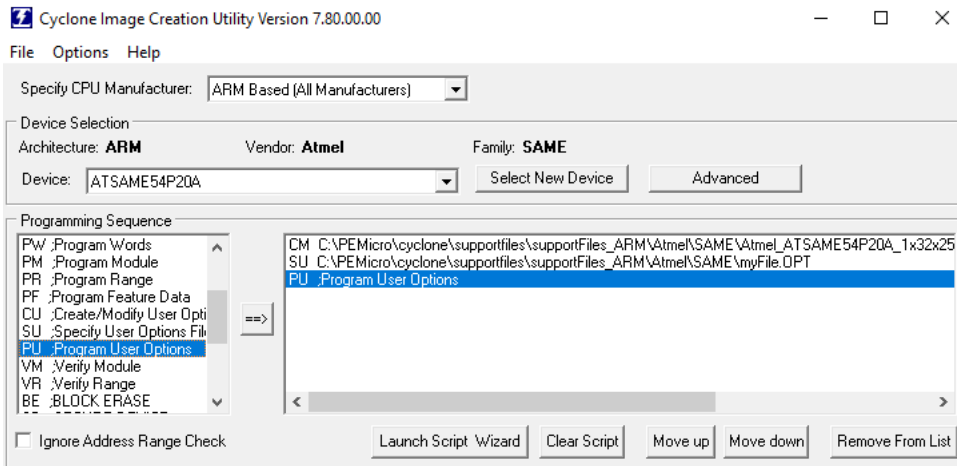 Cyclone Image Creation Utility Version 7.80.00.00
File Options Help
Specify CPU Manufacturer: ARM Based (All Manufacturers)
Device Selection
Architecture: ARM Vendor: Atmel Family: SAME
Device: ATSAME54P20A Select New Device Advanced
Programming Sequence
PW ;Program Words
PM ;Program Module
PR ;Program Range
PF ;Program Feature Data
CU ;Create/Modify User Opti
SU ;Specify User Options Fil
PU ;Program User Options
VM ;Verify Module
VR ;Verify Range
BE ;BLOCK ERASE
==>
CM C:\PEMicro\cyclone\supportfiles\supportFiles_ARM\Atmel\SAME\Atmel_ATSAME54P20A_1x32x25
SU C:\PEMicro\cyclone\supportfiles\supportFiles_ARM\Atmel\SAME\myFile.OPT
PU ;Program User Options
Ignore Address Range Check Launch Script Wizard Clear Script Move up Move down Remove From List